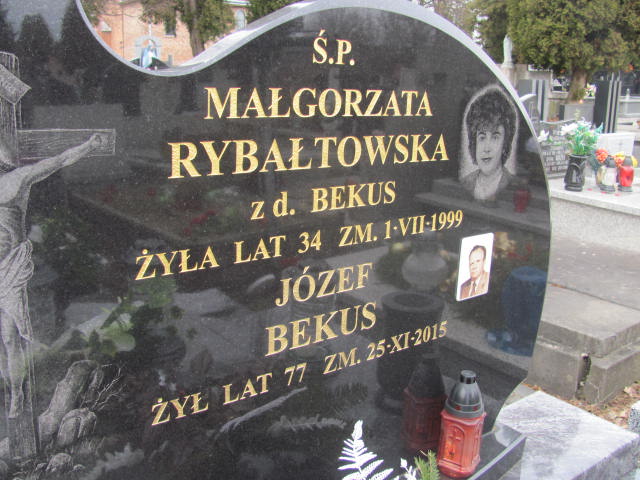 Ś.P.
MAŁGORZATA
RYBAŁTOWSKA
z d. BEKUS
ŻYŁA LAT 34 ZM. 1·VII·1999
JÓZEF
BEKUS
ŻYŁ LAT 77 ZM. 25·XI·2015